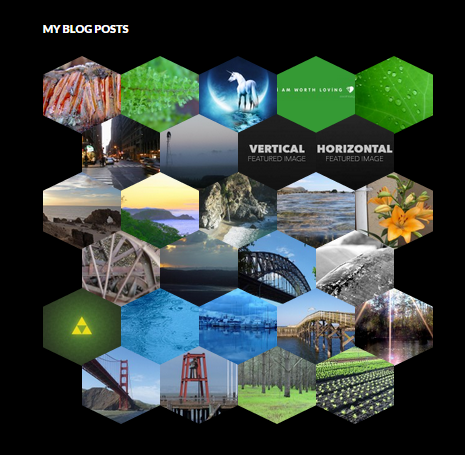 MY BLOG POSTS
I AM WORTH LOVING
VERTICAL
FEATURED IMAGE
HORIZONTAL
FEATURED IMAGE